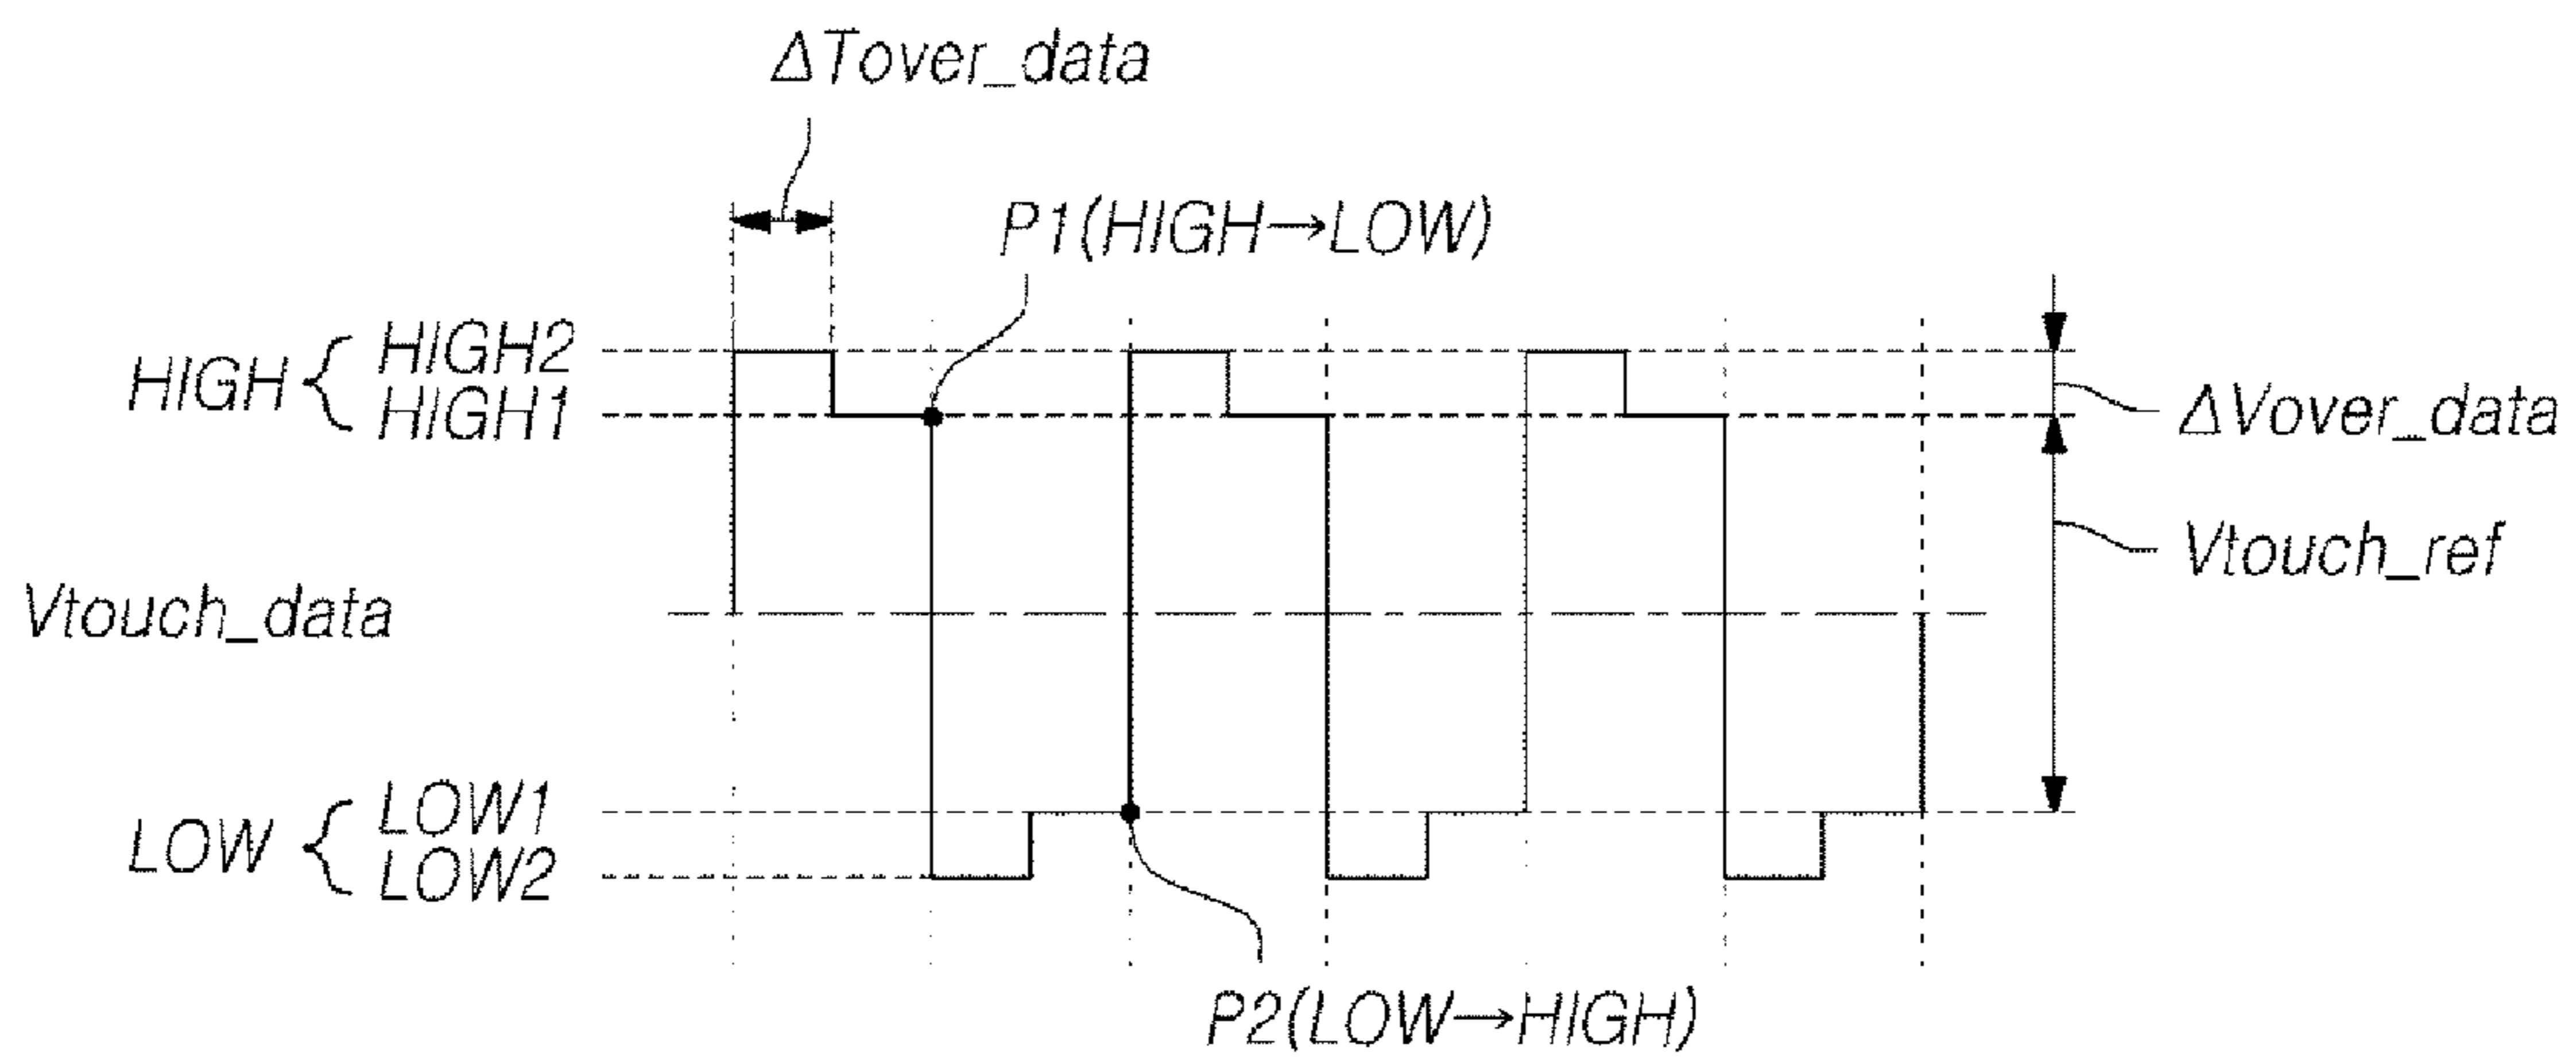 ΔTover_data
P1(HIGH→LOW)
HIGH { HIGH2
HIGH1
ΔVover_data
Vtouch_ref
Vtouch_data
LOW { LOW1
LOW2
P2(LOW→HIGH)